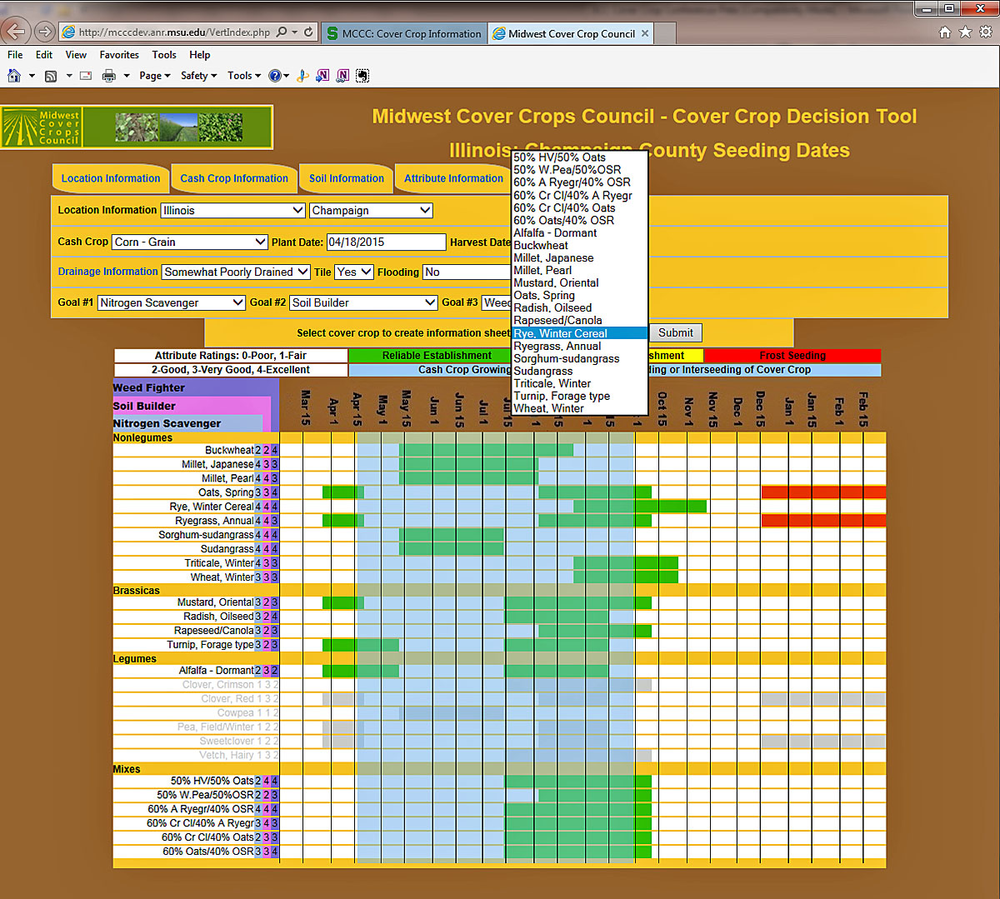 http://mcccdev.anr.msu.edu/VertIndex.php
MCCC: Cover Crop Information
Midwest Cover Crop Council
File Edit View Favorites Tools Help
Page Safety Tools
Midwest
Cover
Crops
Council
Midwest Cover Crops Council - Cover Crop Decision Tool
Illinois: Champaign County Seeding Dates
Location Information Cash Crop Information Soil Information Attribute Information
Location Information Illinois Champaign
Cash Crop Corn - Grain Plant Date: 04/18/2015 Harvest Date
Drainage Information Somewhat Poorly Drained Tile Yes Flooding No
Goal #1 Nitrogen Scavenger Goal #2 Soil Builder Goal #3 Weed
50% HV/50% Oats
50% W.Pea/50%OSR
60% A Ryegr/40% OSR
60% Cr Cl/40% A Ryegr
60% Cr Cl/40% Oats
60% Oats/40% OSR
Alfalfa - Dormant
Buckwheat
Millet, Japanese
Millet, Pearl
Mustard, Oriental
Oats, Spring
Radish, Oilseed
Rapeseed/Canola
Rye, Winter Cereal
Ryegrass, Annual
Sorghum-sudangrass
Sudangrass
Triticale, Winter
Turnip, Forage type
Wheat, Winter
Select cover crop to create information sheet Submit
Attribute Ratings: 0-Poor, 1-Fair Reliable Establishment shment Frost Seeding
2-Good, 3-Very Good, 4-Excellent Cash Crop Growing ding or Interseeding of Cover Crop
Weed Fighter
Soil Builder
Nitrogen Scavenger
Mar 15 Apr 1 Apr 15 May 1 May 15 Jun 1 Jun 15 Jul 1 Oct 15 Nov 1 Nov 15 Dec 1 Dec 15 Jan 1 Jan 15 Feb 1 Feb 15
Nonlegumes
Buckwheat 2 2 4
Millet, Japanese 4 3 3
Millet, Pearl 4 4 3
Oats, Spring 3 3 4
Rye, Winter Cereal 4 4 4
Ryegrass, Annual 4 4 3
Sorghum-sudangrass 4 4 4
Sudangrass 4 4 4
Triticale, Winter 4 3 3
Wheat, Winter 3 3 3
Brassicas
Mustard, Oriental 3 2 3
Radish, Oilseed 3 2 4
Rapeseed/Canola 3 2 3
Turnip, Forage type 3 2 3
Legumes
Alfalfa - Dormant 2 3 2
Clover, Crimson 1 3 2
Clover, Red 1 3 2
Cowpea 1 1 2
Pea, Field/Winter 1 2 2
Sweetclover 1 2 2
Vetch, Hairy 1 3 2
Mixes
50% HV/50% Oats 2 4 4
50% W.Pea/50%OSR 2 2 3
60% A Ryegr/40% OSR 4 4 4
60% Cr Cl/40% A Ryegr 3 4 3
60% Cr Cl/40% Oats 2 3 3
60% Oats/40% OSR 3 3 4